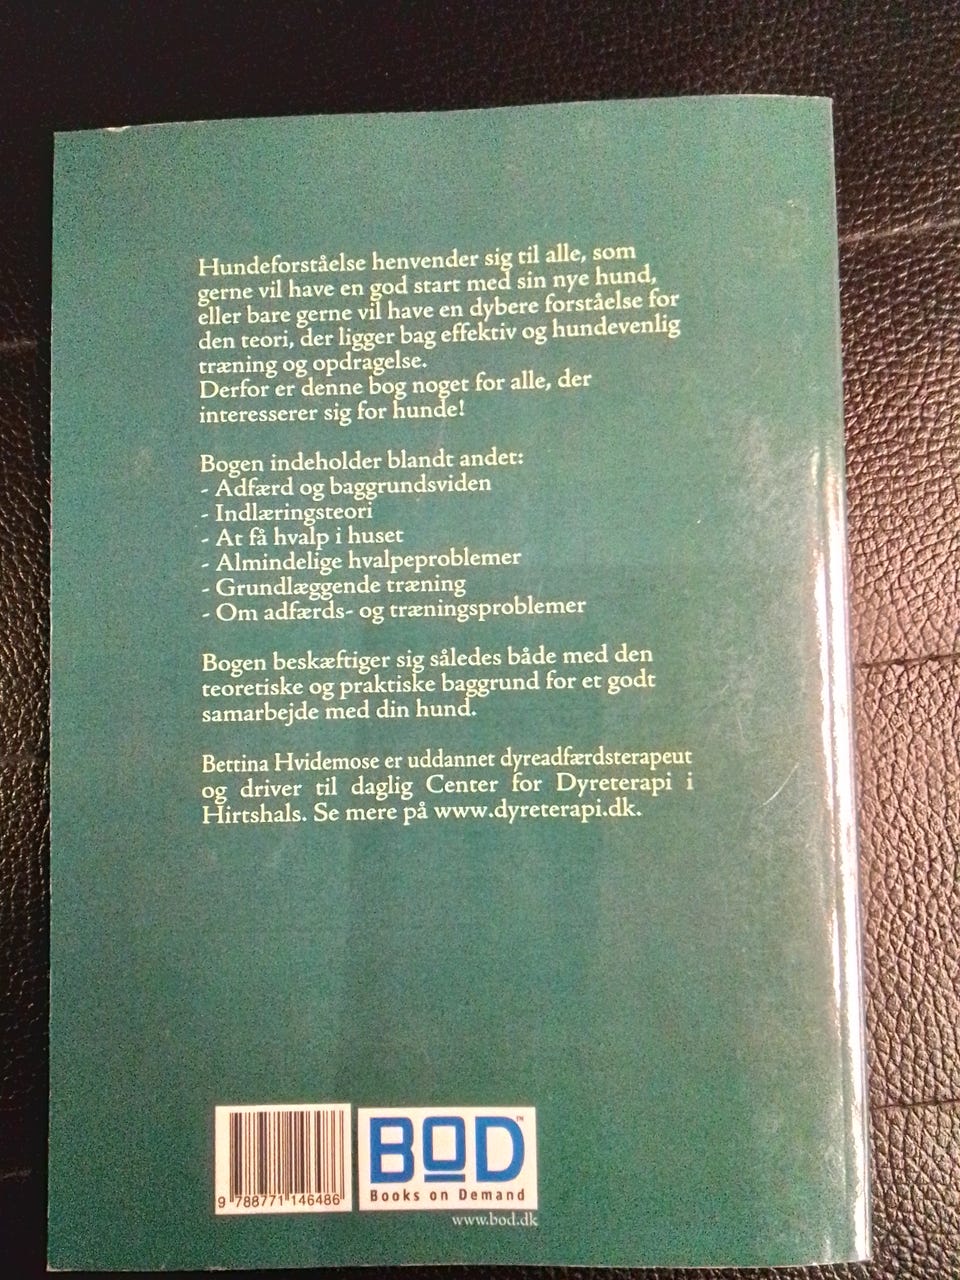 Hundeforståelse henvender sig til alle, som
gerne vil have en god start med sin nye hund,
eller bare gerne vil have en dybere forståelse for
den teori, der ligger bag effektiv og hundevenlig
træning og opdragelse.
Derfor er denne bog noget for alle, der
interesserer sig for hunde!
Bogen indeholder blandt andet:
- Adfærd og baggrundsviden
- Indlæringsteori
- At få hvalp i huset
- Almindelige hvalpeproblemer
- Grundlæggende træning
- Om adfærds- og træningsproblemer
Bogen beskæftiger sig således både med den
teoretiske og praktiske baggrund for et godt
samarbejde med din hund.
Bettina Hvidemose er uddannet dyreadfærdsterapeut
og driver til daglig Center for Dyreterapi i
Hirtshals. Se mere på www.dyreterapi.dk.
9 788771 146486
BOD™
Books on Demand
www.bod.dk